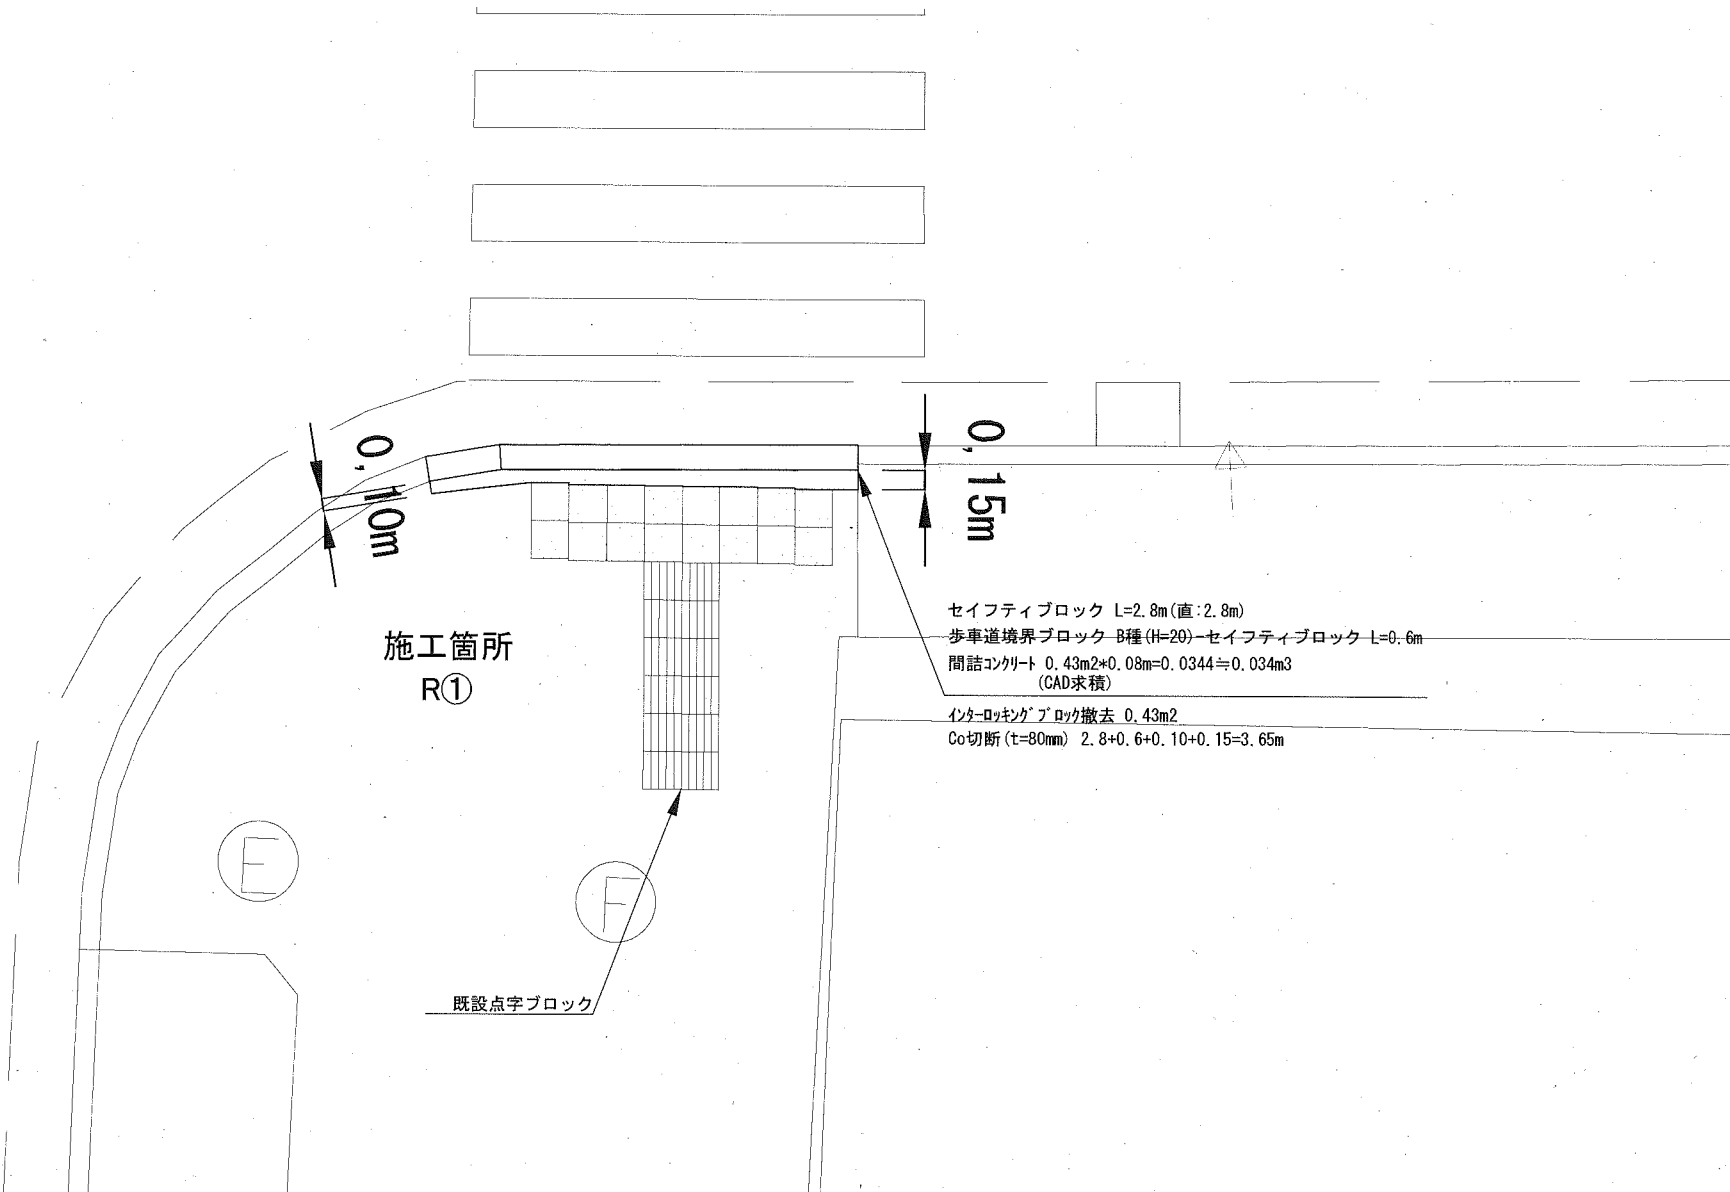 0,10m
0,15m
セイフティブロック L=2.8m(直:2.8m)
歩車道境界ブロック B種(H=20)-セイフティブロック L=0.6m
間詰コンクリート 0.43m2*0.08m=0.0344≒0.034m3
(CAD求積)
インターロッキングブロック撤去 0.43m2
Co切断(t=80mm) 2.8+0.6+0.10+0.15=3.65m
施工箇所
R①
E
F
既設点字ブロック